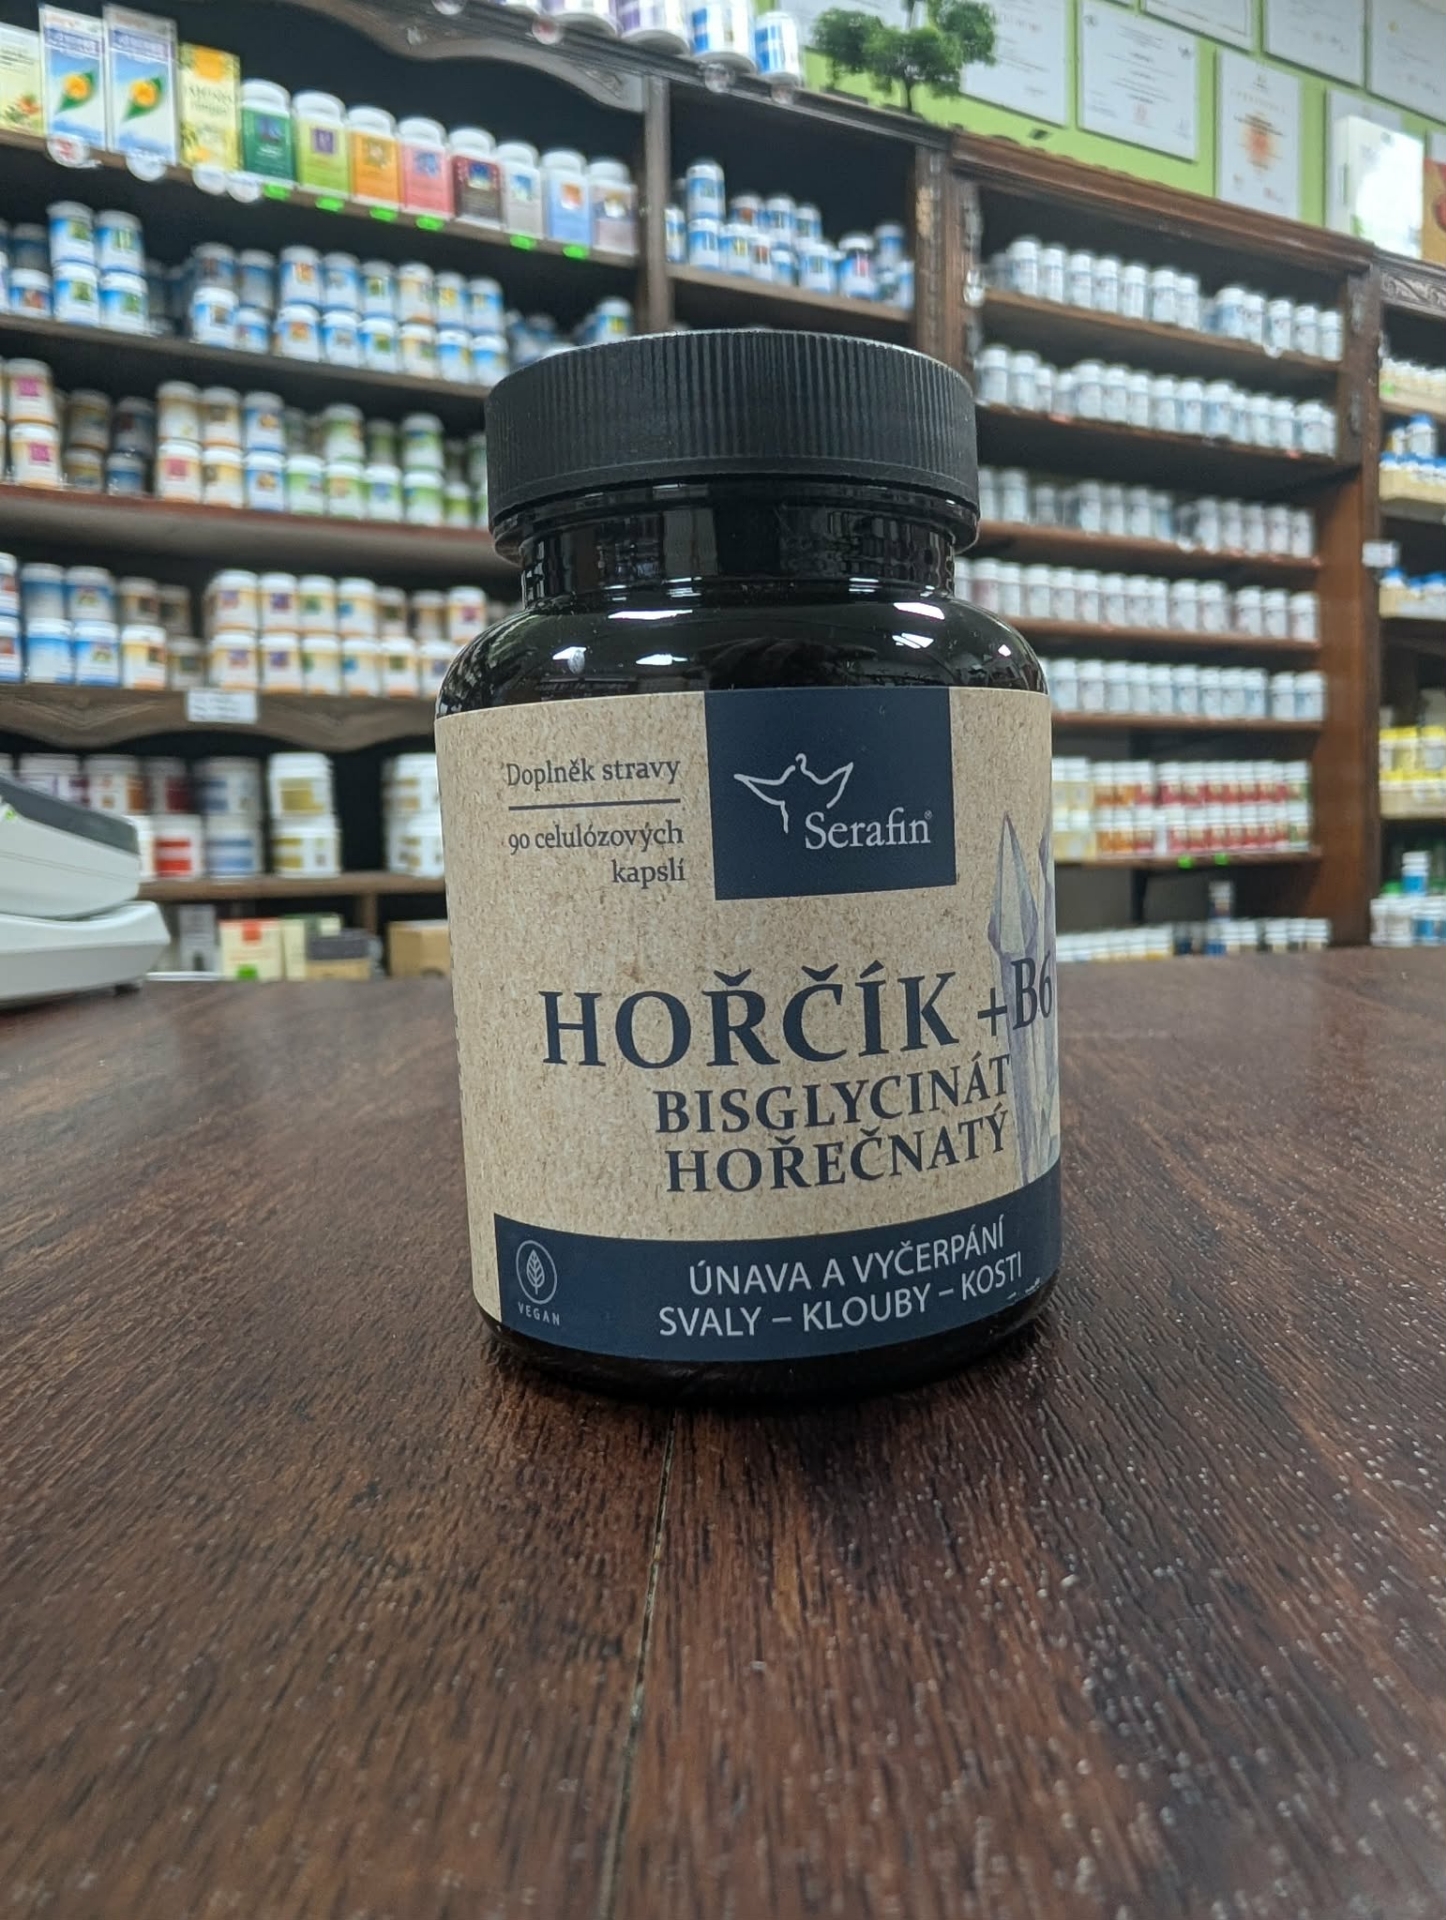 Doplněk stravy
90 celulózových
kapslí
Serafin®
HOŘČÍK + B6
BISGLYCINÁT
HOŘEČNATÝ
VEGAN
ÚNAVA A VYČERPÁNÍ
SVALY – KLOUBY – KOSTI